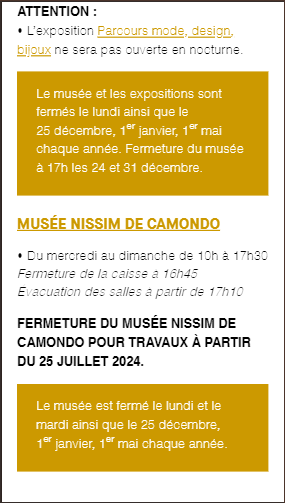 ATTENTION :
• L'exposition Parcours mode, design,
bijoux ne sera pas ouverte en nocturne.
Le musée et les expositions sont
fermés le lundi ainsi que le
25 décembre, 1er janvier, 1er mai
chaque année. Fermeture du musée
à 17h les 24 et 31 décembre.
MUSÉE NISSIM DE CAMONDO
• Du mercredi au dimanche de 10h à 17h30
Fermeture de la caisse à 16h45
Evacuation des salles à partir de 17h10
FERMETURE DU MUSÉE NISSIM DE
CAMONDO POUR TRAVAUX À PARTIR
DU 25 JUILLET 2024.
Le musée est fermé le lundi et le
mardi ainsi que le 25 décembre,
1er janvier, 1er mai chaque année.